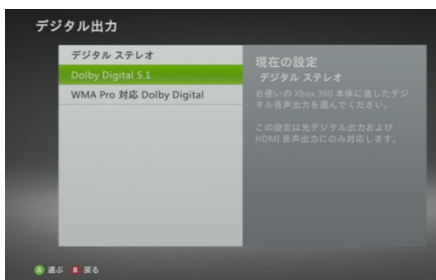 デジタル出力
デジタル ステレオ
Dolby Digital 5.1
WMA Pro 対応 Dolby Digital
現在の設定
デジタル ステレオ
お使いの Xbox 360 本体に適したデジ
タル音声出力を選んでください。
この設定は光デジタル出力および
HDMI 音声出力にのみ対応します。
A 選ぶ B 戻る